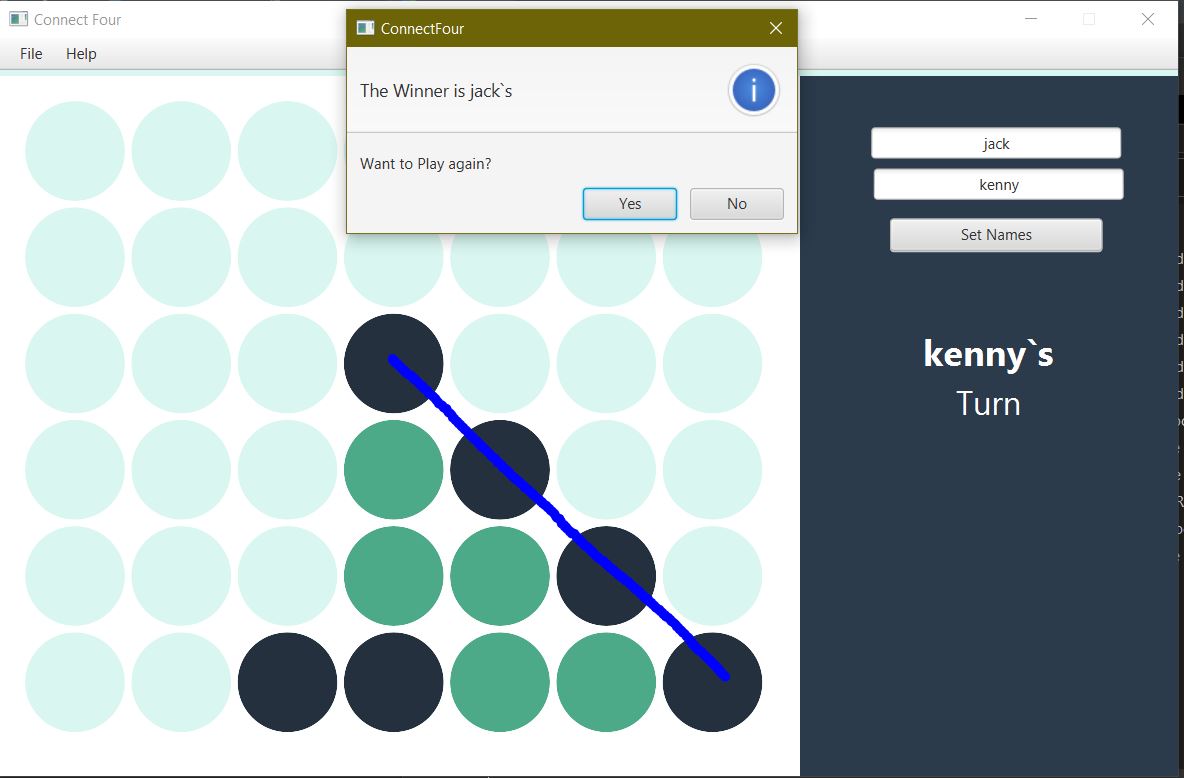 Connect Four
File Help
ConnectFour
The Winner is jack`s
Want to Play again?
Yes No
jack
kenny
Set Names
kenny`s
Turn